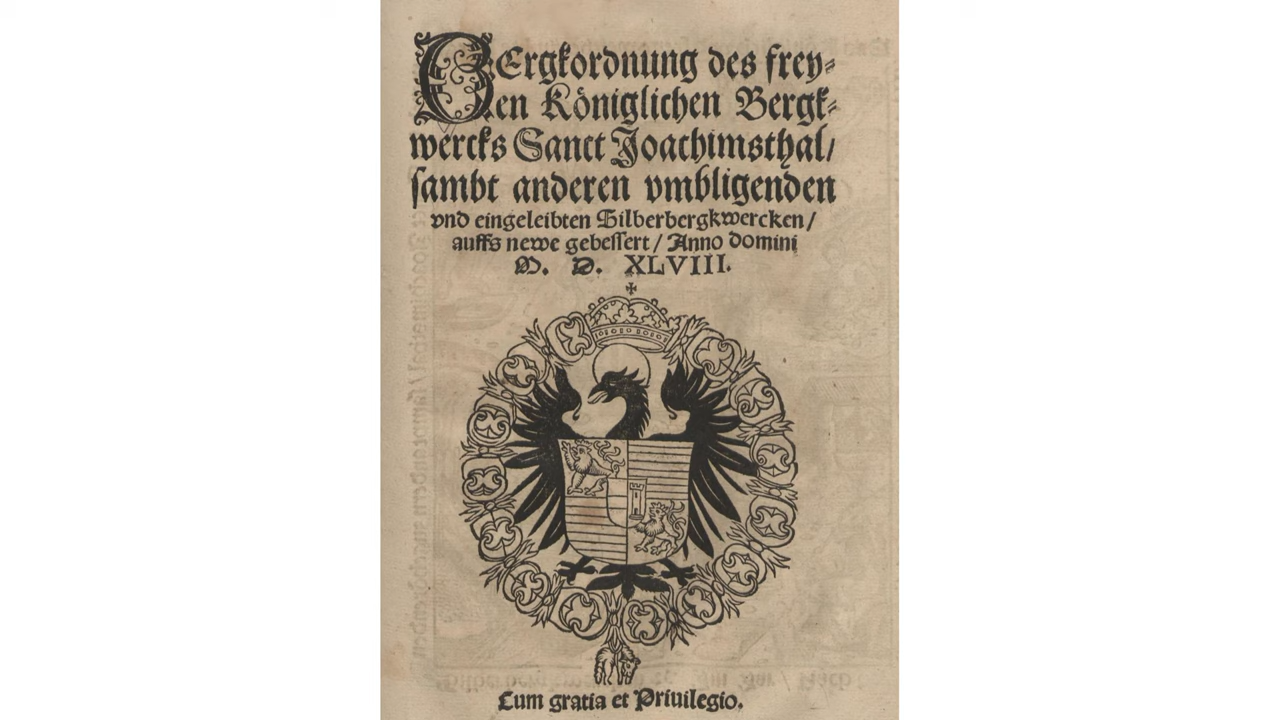 BErgkordnung des frey⸗
en Königlichen Bergk⸗
wercks Sanct Joachimsthal/
sambt anderen vmbligenden
vnd eingeleibten Silberbergkwercken/
auffs newe gebessert/ Anno domini
M. D. XLVIII.
Cum gratia et Priuilegio.